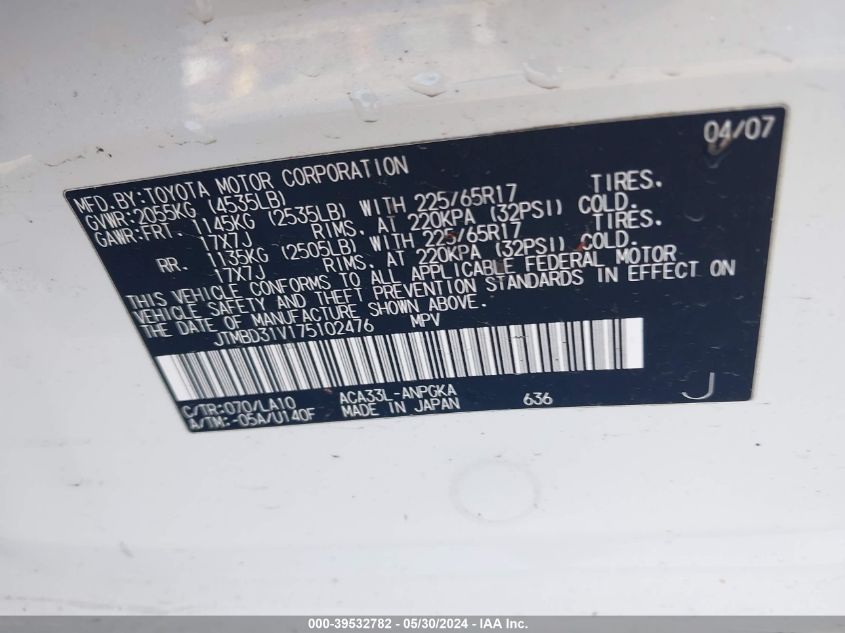 04/07
MFD.BY:TOYOTA MOTOR CORPORATION
GVWR:2055KG (4535LB)
GAWR:FRT. 1145KG (2535LB) WITH 225/65R17 TIRES.
17X7J RIMS. AT 220KPA (32PSI) COLD.
RR. 1135KG (2505LB) WITH 225/65R17 TIRES.
17X7J RIMS. AT 220KPA (32PSI) COLD.
THIS VEHICLE CONFORMS TO ALL APPLICABLE FEDERAL MOTOR
VEHICLE SAFETY AND THEFT PREVENTION STANDARDS IN EFFECT ON
THE DATE OF MANUFACTURE SHOWN ABOVE.
JTMBD31V175102476 MPV
C/TR:070/LA10 ACA33L-ANPGKA 636 J
A/TM:-05A/U140F MADE IN JAPAN
000-39532782 - 05/30/2024 - IAA Inc.